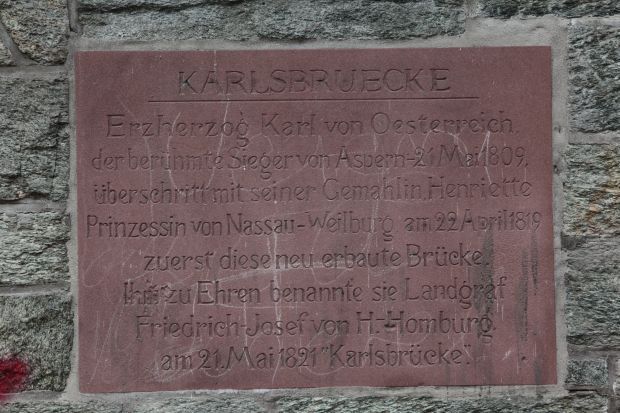 KARLSBRUECKE
Erzherzog Karl von Oesterreich
der berühmte Sieger von Aspern-21 Mai 1809,
überschritt mit seiner Gemahlin, Henriette
Prinzessin von Nassau-Weilburg am 22 April 1819
zuerst diese neu erbaute Brücke.
Ihm zu Ehren benannte sie Landgraf
Friedrich-Josef von H.-Homburg
am 21. Mai 1821 "Karlsbrücke".